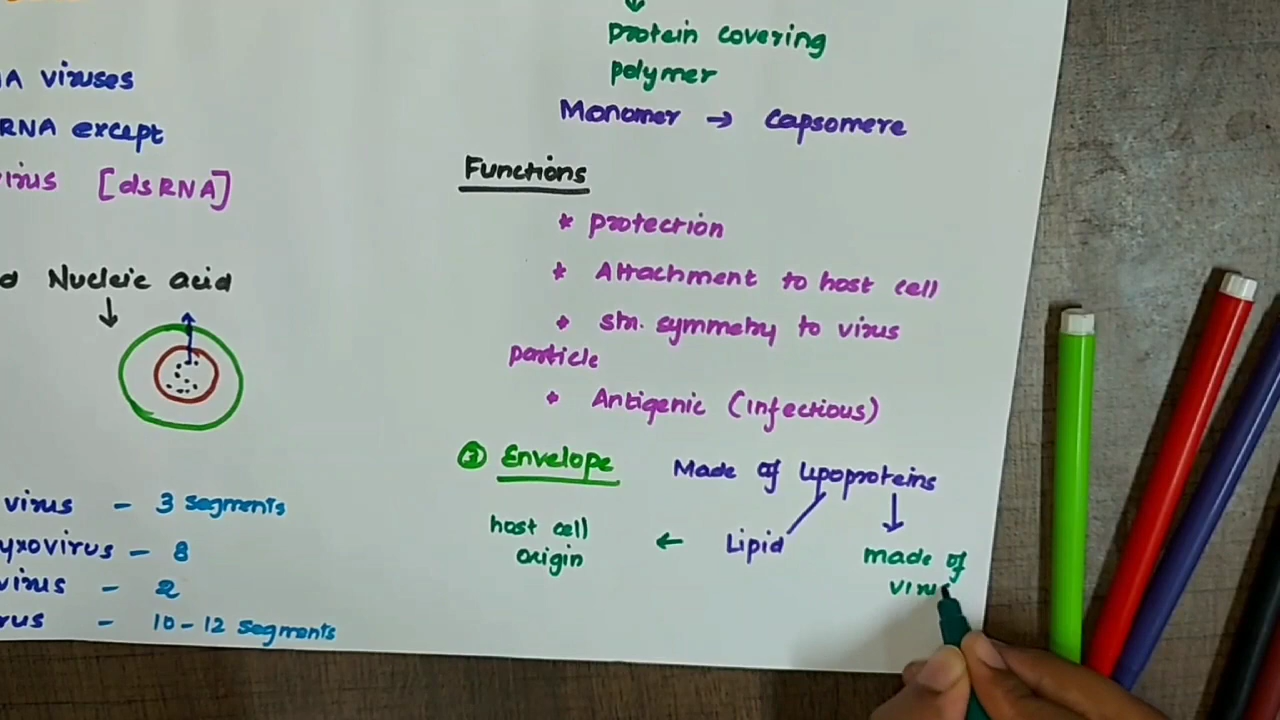 A viruses
RNA except
virus [dsRNA]
d Nucleic acid
virus - 3 segments
yxovirus - 8
virus - 2
rus - 10-12 segments
protein covering
polymer
Monomer → capsomere
Functions
* protection
* Attachment to host cell
* str. symmetry to virus
particle
* Antigenic (infectious)
③ Envelope Made of lipoproteins
host cell
origin
← Lipid
made of
virus